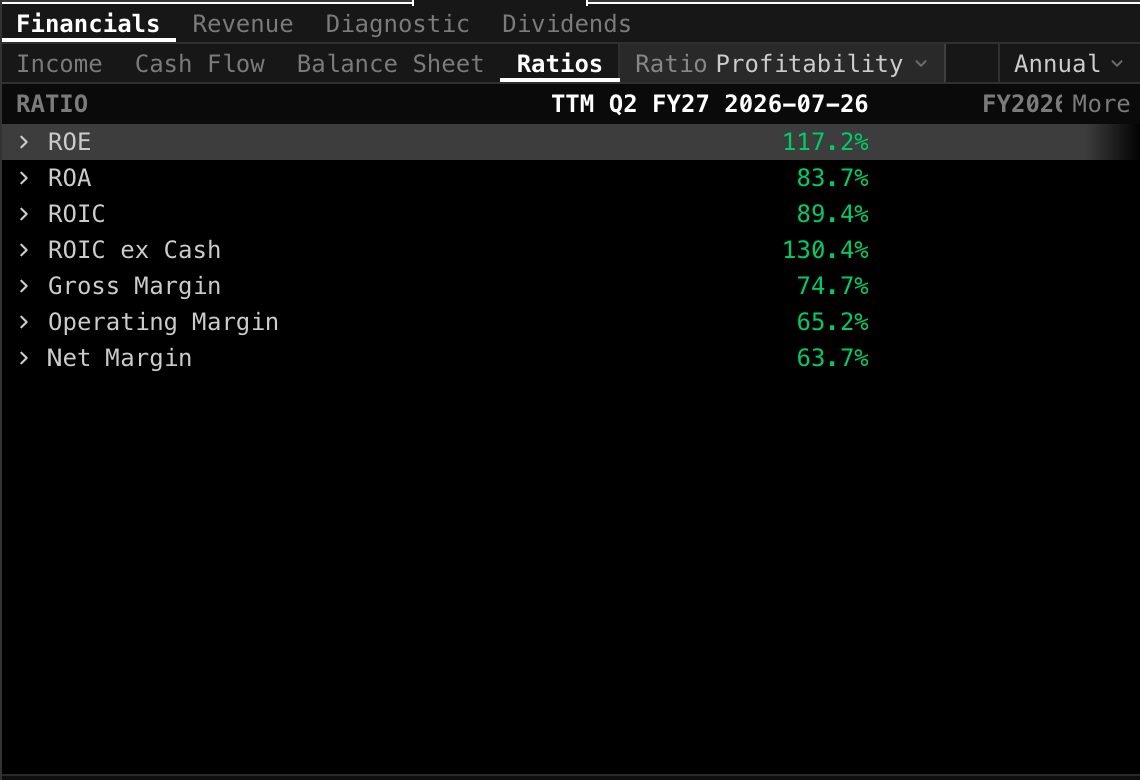 Financials Revenue Diagnostic Dividends
Income Cash Flow Balance Sheet Ratios Ratio Profitability Annual
RATIO TTM Q2 FY27 2026-07-26 FY2026 More
ROE 117.2%
ROA 83.7%
ROIC 89.4%
ROIC ex Cash 130.4%
Gross Margin 74.7%
Operating Margin 65.2%
Net Margin 63.7%